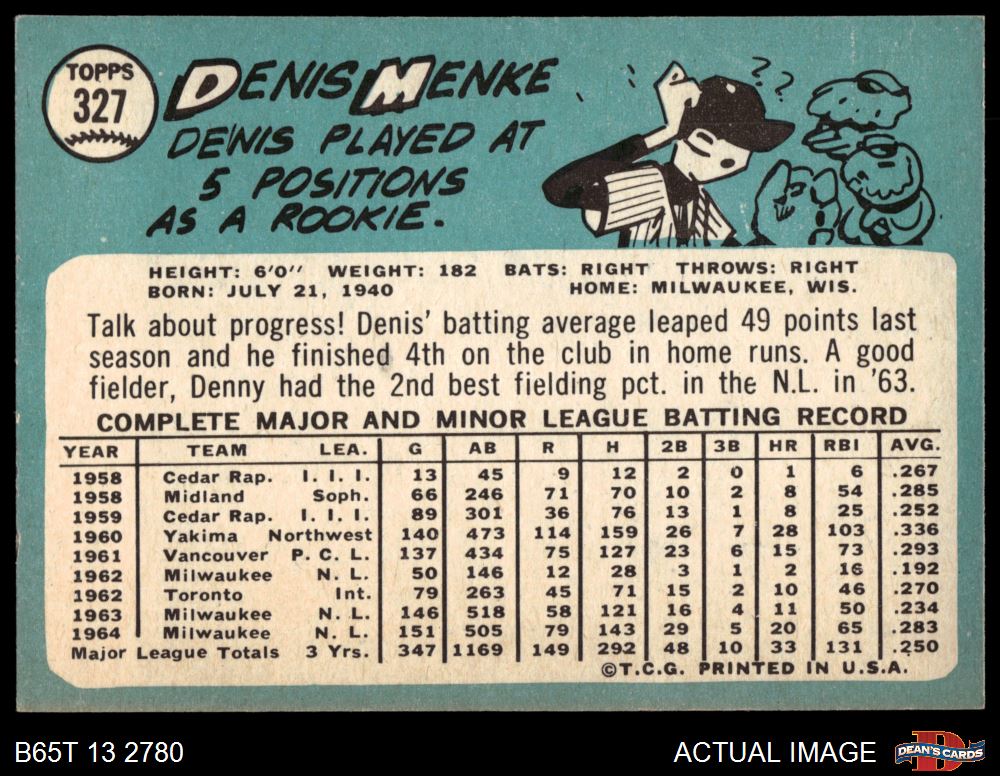 TOPPS
327
DENIS MENKE
DENIS PLAYED AT
5 POSITIONS
AS A ROOKIE.
? ?
? ?
HEIGHT: 6'0" WEIGHT: 182 BATS: RIGHT THROWS: RIGHT
BORN: JULY 21, 1940 HOME: MILWAUKEE, WIS.
Talk about progress! Denis' batting average leaped 49 points last
season and he finished 4th on the club in home runs. A good
fielder, Denny had the 2nd best fielding pct. in the N.L. in '63.
COMPLETE MAJOR AND MINOR LEAGUE BATTING RECORD
YEAR TEAM LEA. G AB R H 2B 3B HR RBI AVG.
1958 Cedar Rap. I. I. I. 13 45 9 12 2 0 1 6 .267
1958 Midland Soph. 66 246 71 70 10 2 8 54 .285
1959 Cedar Rap. I. I. I. 89 301 36 76 13 1 8 25 .252
1960 Yakima Northwest 140 473 114 159 26 7 28 103 .336
1961 Vancouver P. C. L. 137 434 75 127 23 6 15 73 .293
1962 Milwaukee N. L. 50 146 12 28 3 1 2 16 .192
1962 Toronto Int. 79 263 45 71 15 2 10 46 .270
1963 Milwaukee N. L. 146 518 58 121 16 4 11 50 .234
1964 Milwaukee N. L. 151 505 79 143 29 5 20 65 .283
Major League Totals 3 Yrs. 347 1169 149 292 48 10 33 131 .250
©T.C.G. PRINTED IN U.S.A.
B65T 13 2780 ACTUAL IMAGE
D
DEAN'S CARDS